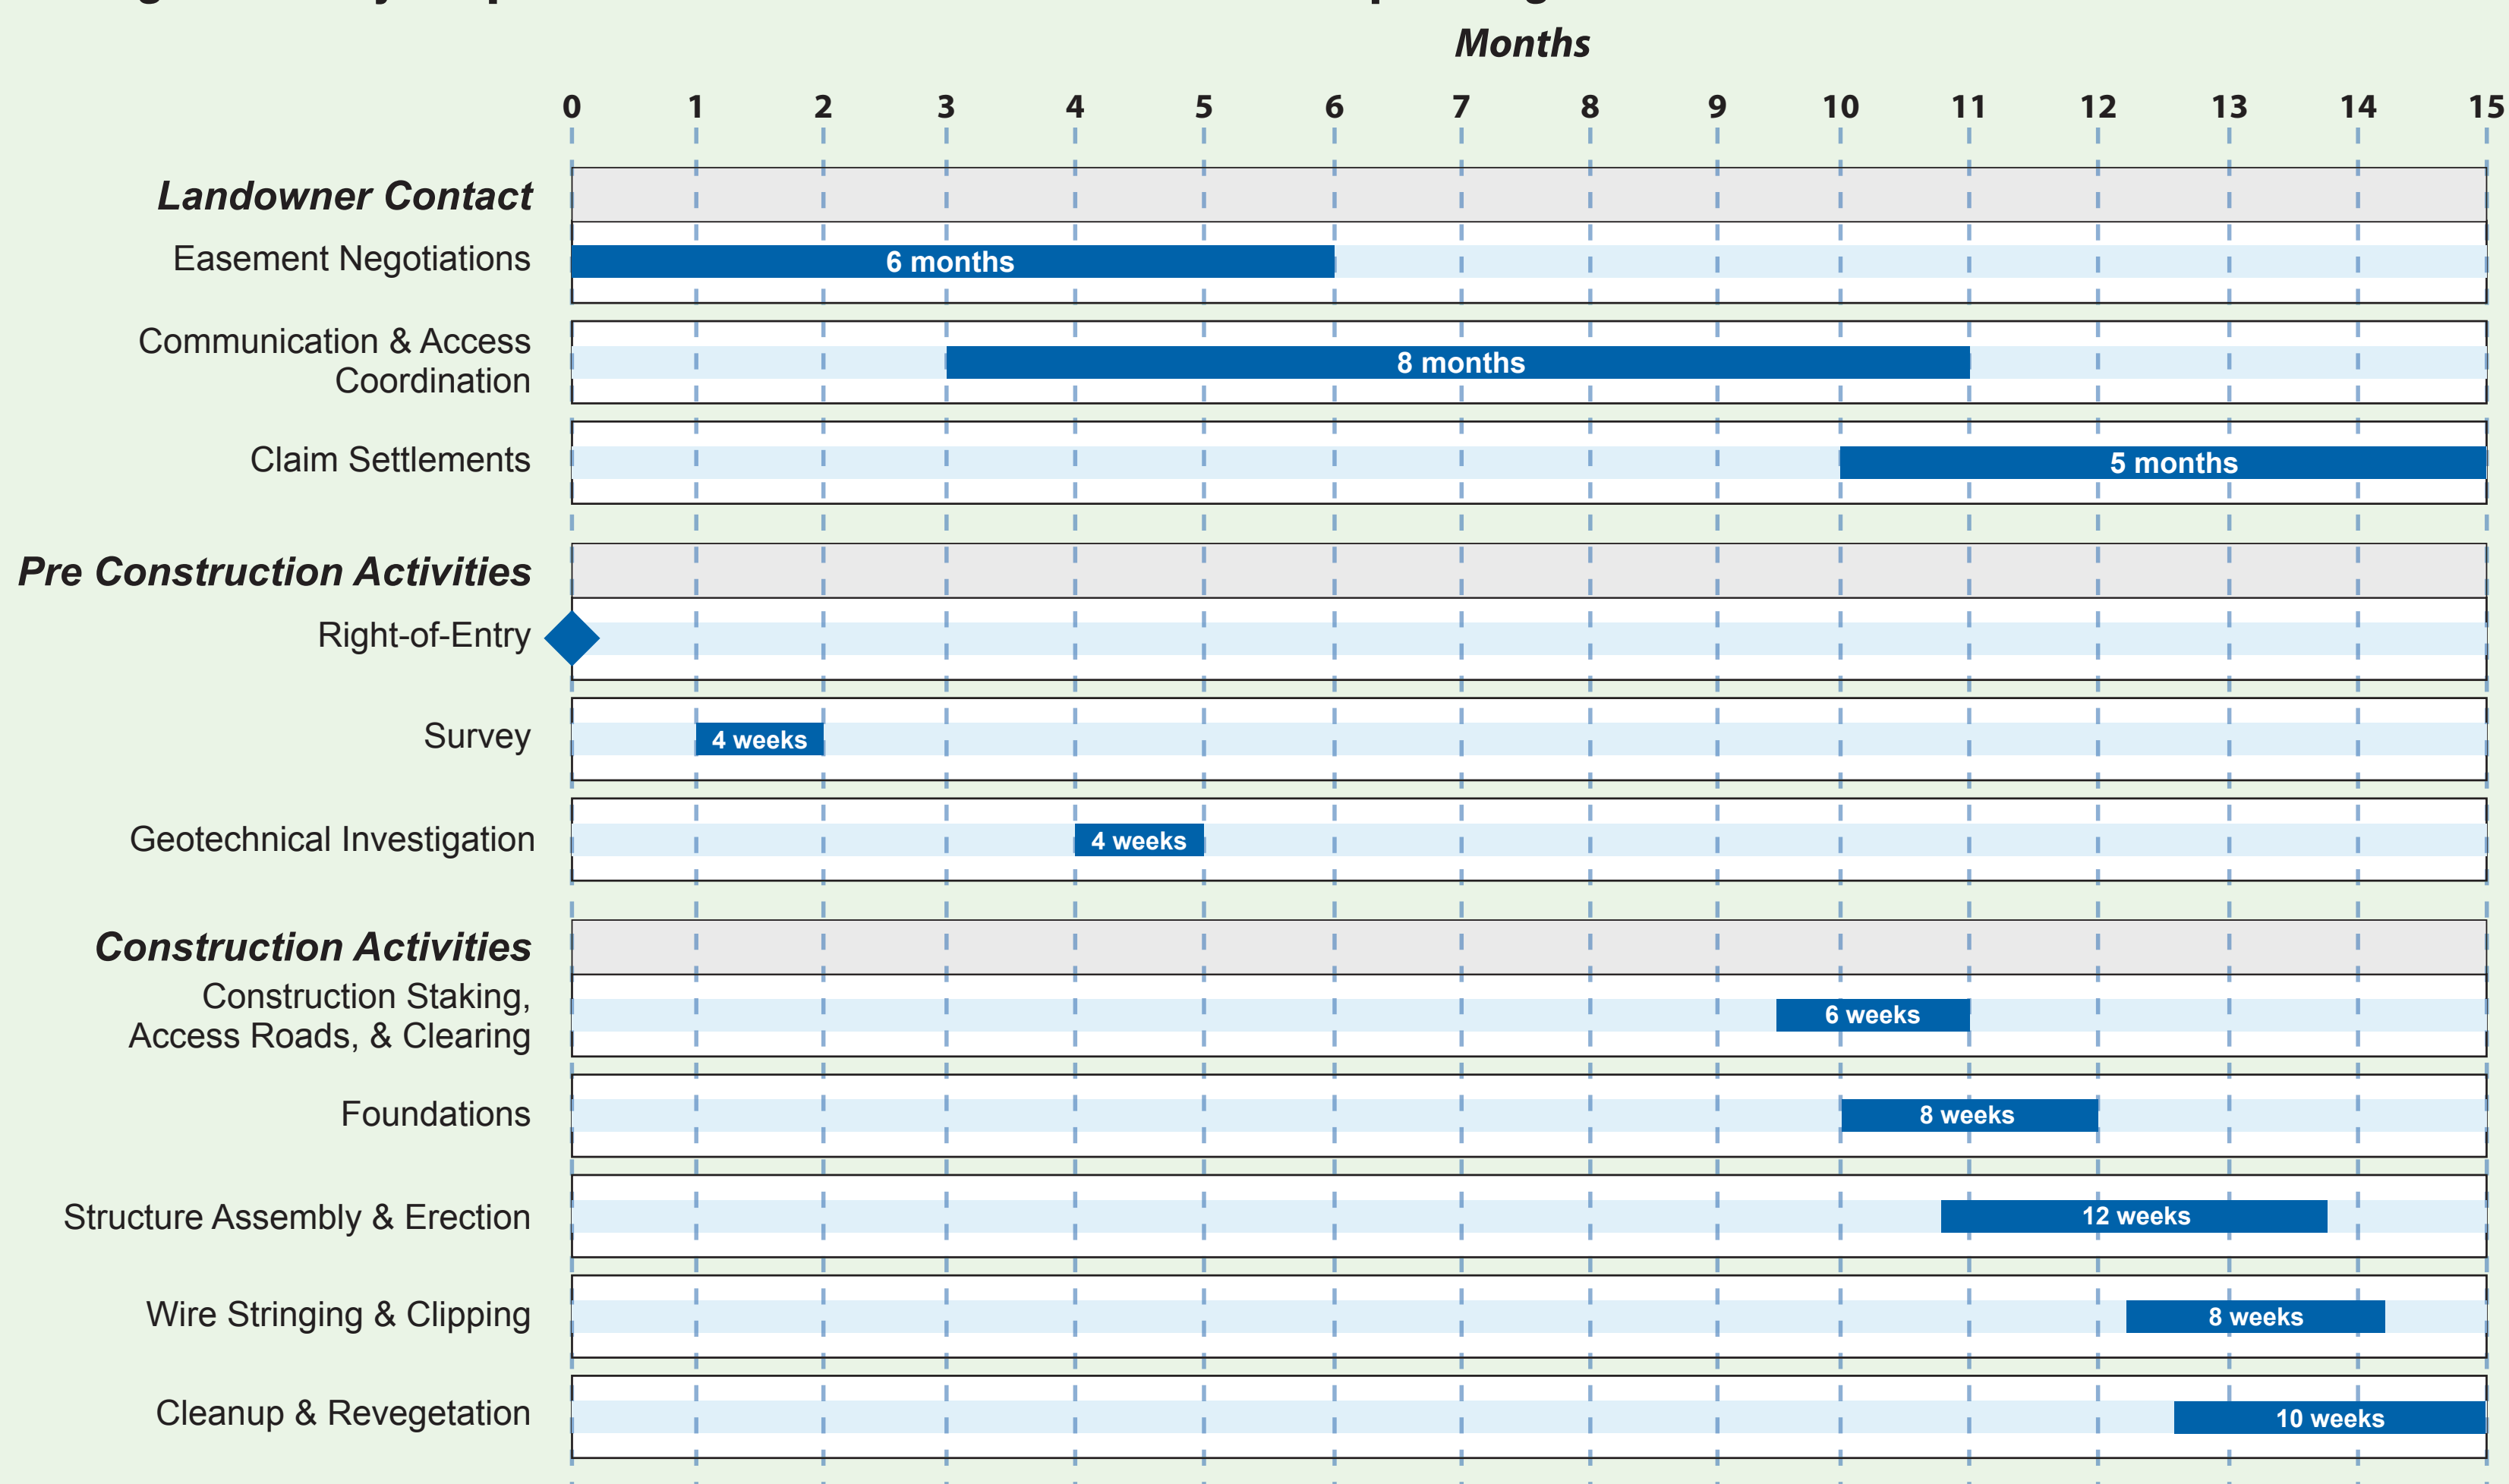 Months
0 1 2 3 4 5 6 7 8 9 10 11 12 13 14 15
Landowner Contact
Easement Negotiations
6 months
Communication & Access
Coordination
8 months
Claim Settlements
5 months
Pre Construction Activities
Right-of-Entry
Survey
4 weeks
Geotechnical Investigation
4 weeks
Construction Activities
Construction Staking,
Access Roads, & Clearing
6 weeks
Foundations
8 weeks
Structure Assembly & Erection
12 weeks
Wire Stringing & Clipping
8 weeks
Cleanup & Revegetation
10 weeks